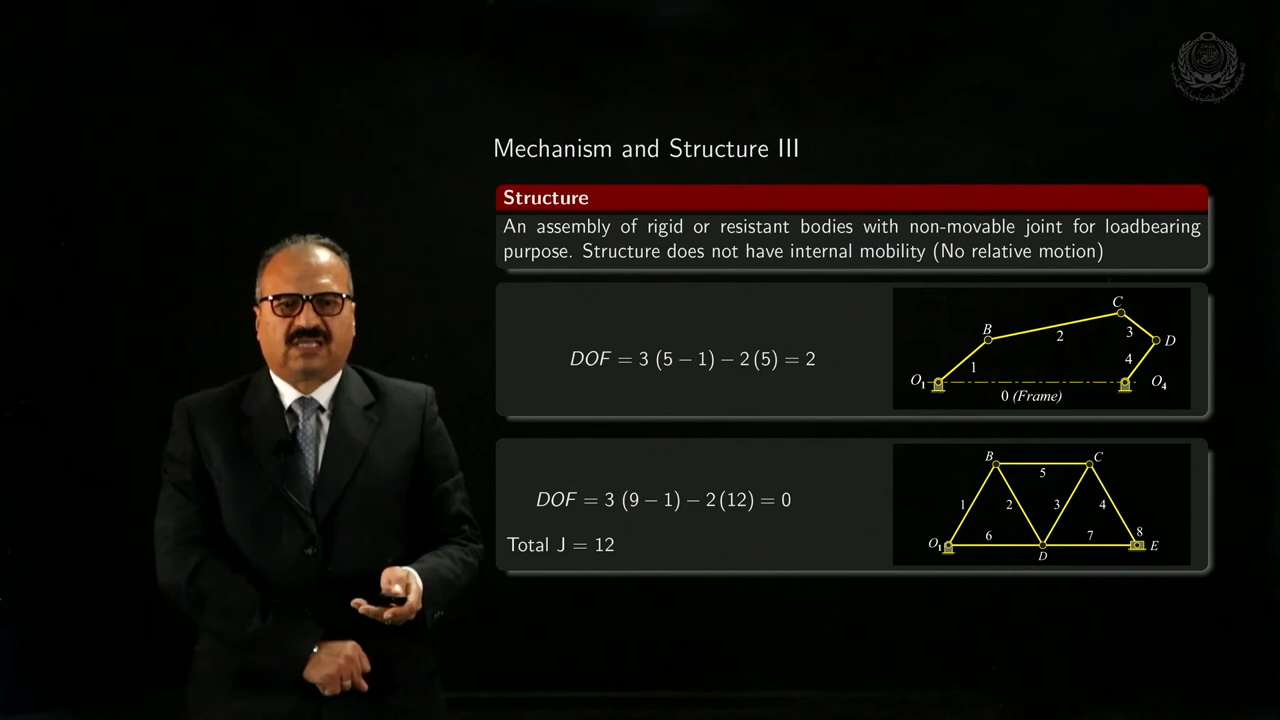 Mechanism and Structure III
Structure
An assembly of rigid or resistant bodies with non-movable joint for loadbearing
purpose. Structure does not have internal mobility (No relative motion)
DOF = 3 (5 − 1) − 2 (5) = 2
C
B
2
3
D
1
4
O₁
O₄
0 (Frame)
DOF = 3 (9 − 1) − 2 (12) = 0
Total J = 12
B
C
5
1
2
3
4
O₁
6
7
8
E
D